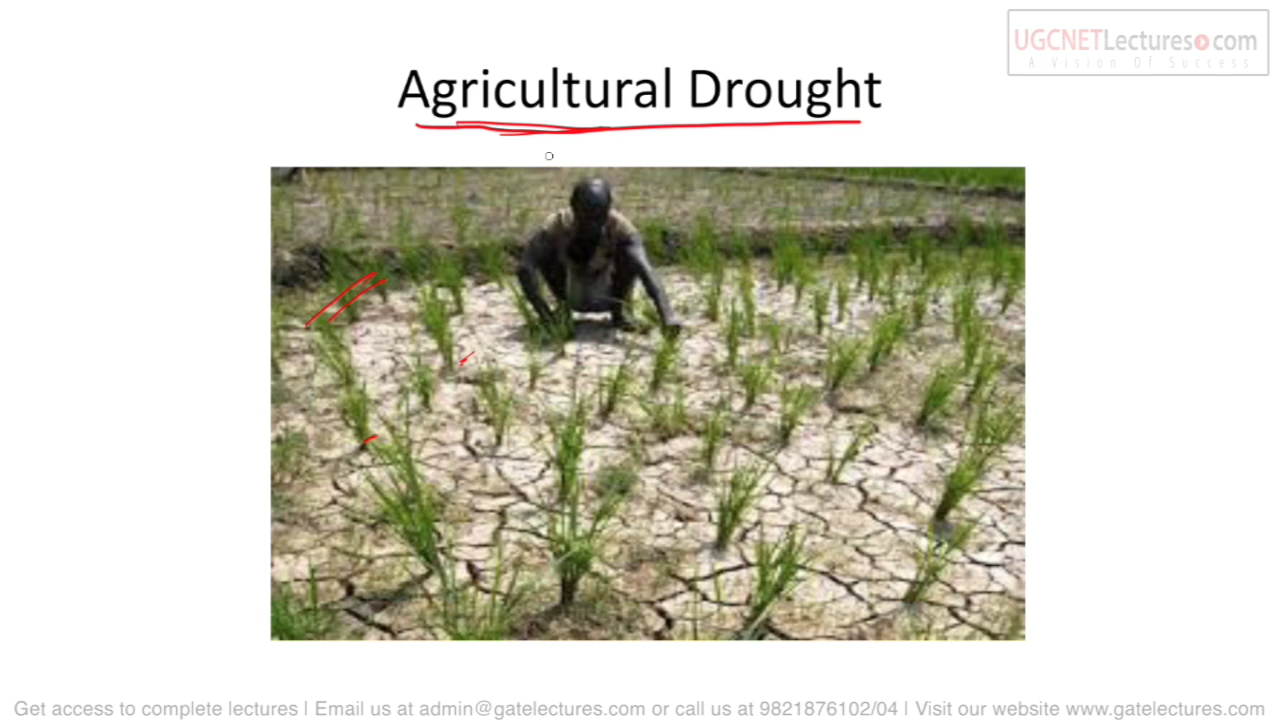 UGCNETLectures.com
A Vision Of Success
Agricultural Drought
Get access to complete lectures | Email us at admin@gatelectures.com or call us at 9821876102/04 | Visit our website www.gatelectures.com